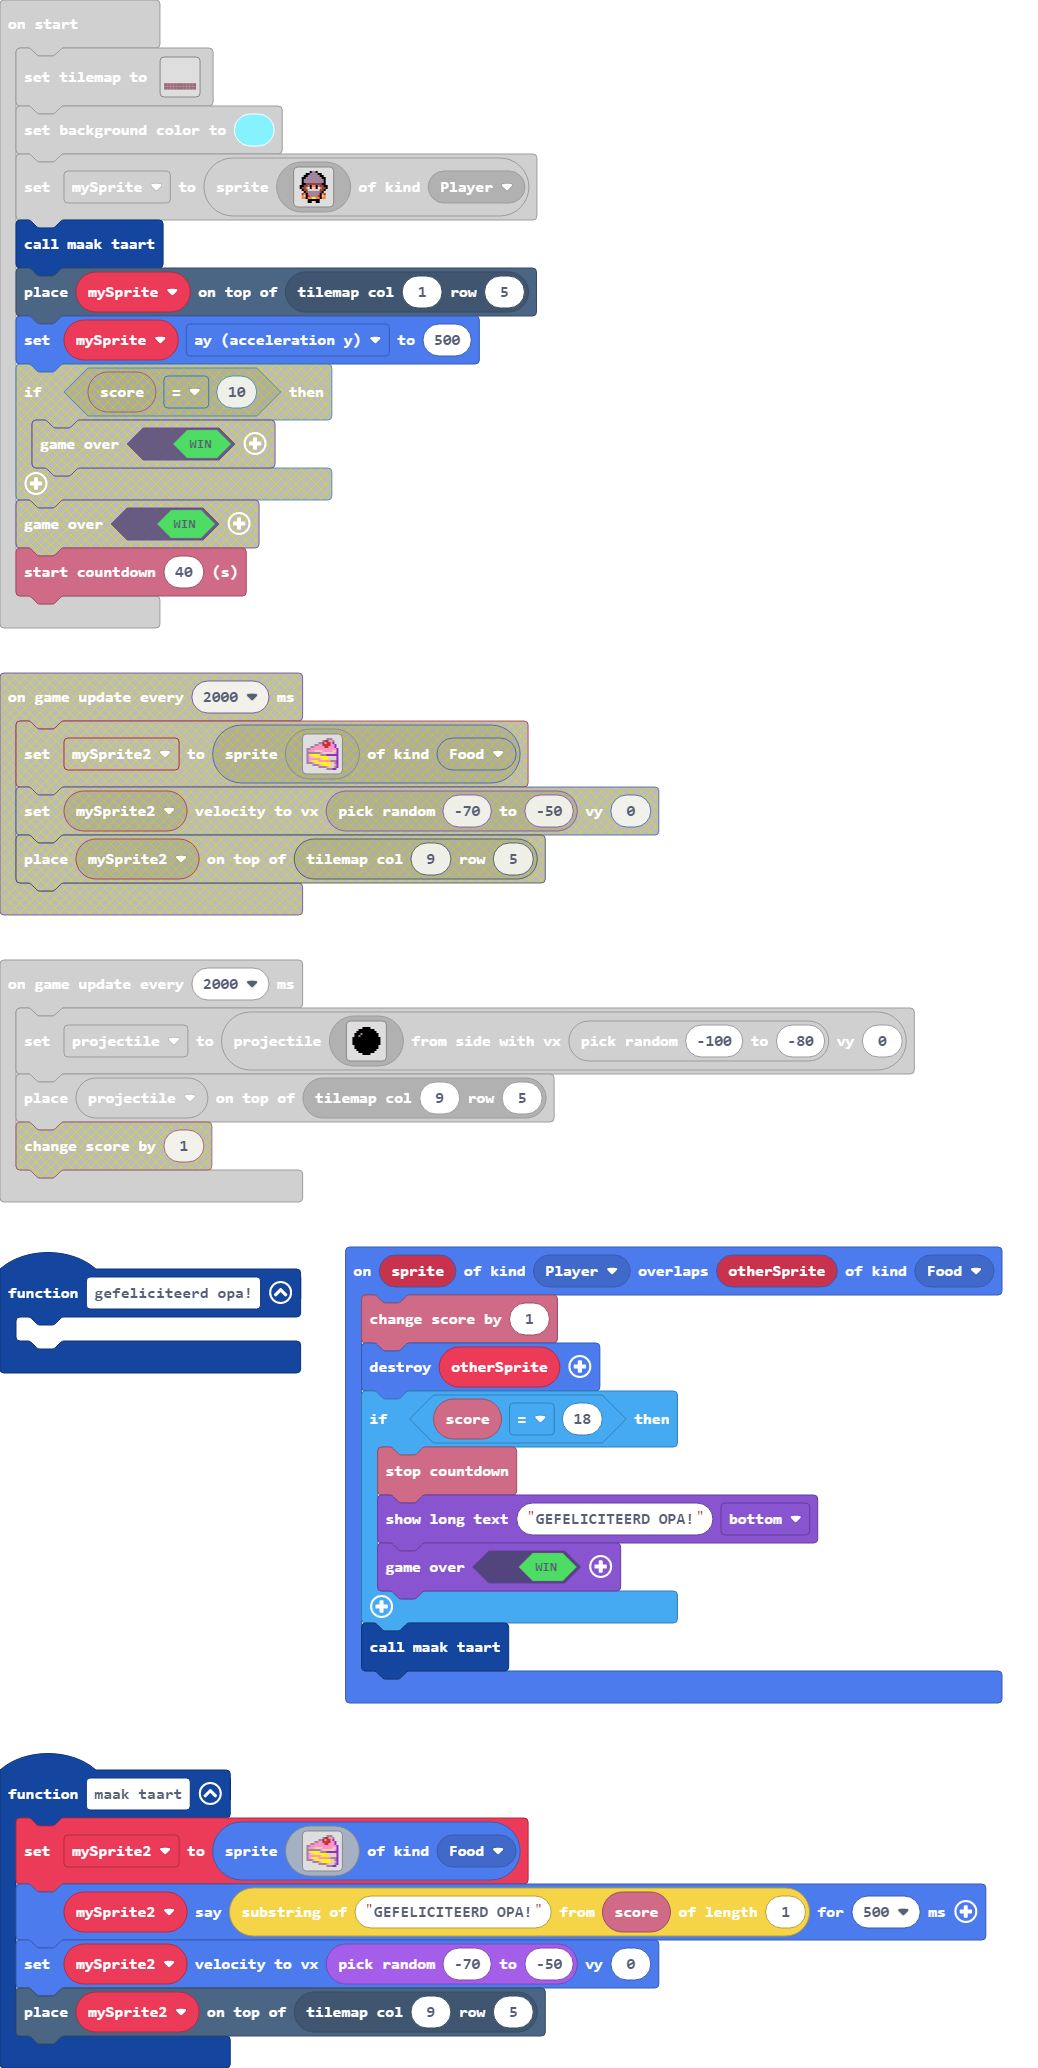 on start
set tilemap to
set background color to
set mySprite to sprite of kind Player
call maak taart
place mySprite on top of tilemap col 1 row 5
set mySprite ay (acceleration y) to 500
if score = 10 then
game over WIN
game over WIN
start countdown 40 (s)
on game update every 2000 ms
set mySprite2 to sprite of kind Food
set mySprite2 velocity to vx pick random -70 to -50 vy 0
place mySprite2 on top of tilemap col 9 row 5
on game update every 2000 ms
set projectile to projectile from side with vx pick random -100 to -80 vy 0
place projectile on top of tilemap col 9 row 5
change score by 1
function gefeliciteerd opa!
on sprite of kind Player overlaps otherSprite of kind Food
change score by 1
destroy otherSprite
if score = 18 then
stop countdown
show long text "GEFELICITEERD OPA!" bottom
game over WIN
call maak taart
function maak taart
set mySprite2 to sprite of kind Food
mySprite2 say substring of "GEFELICITEERD OPA!" from score of length 1 for 500 ms
set mySprite2 velocity to vx pick random -70 to -50 vy 0
place mySprite2 on top of tilemap col 9 row 5